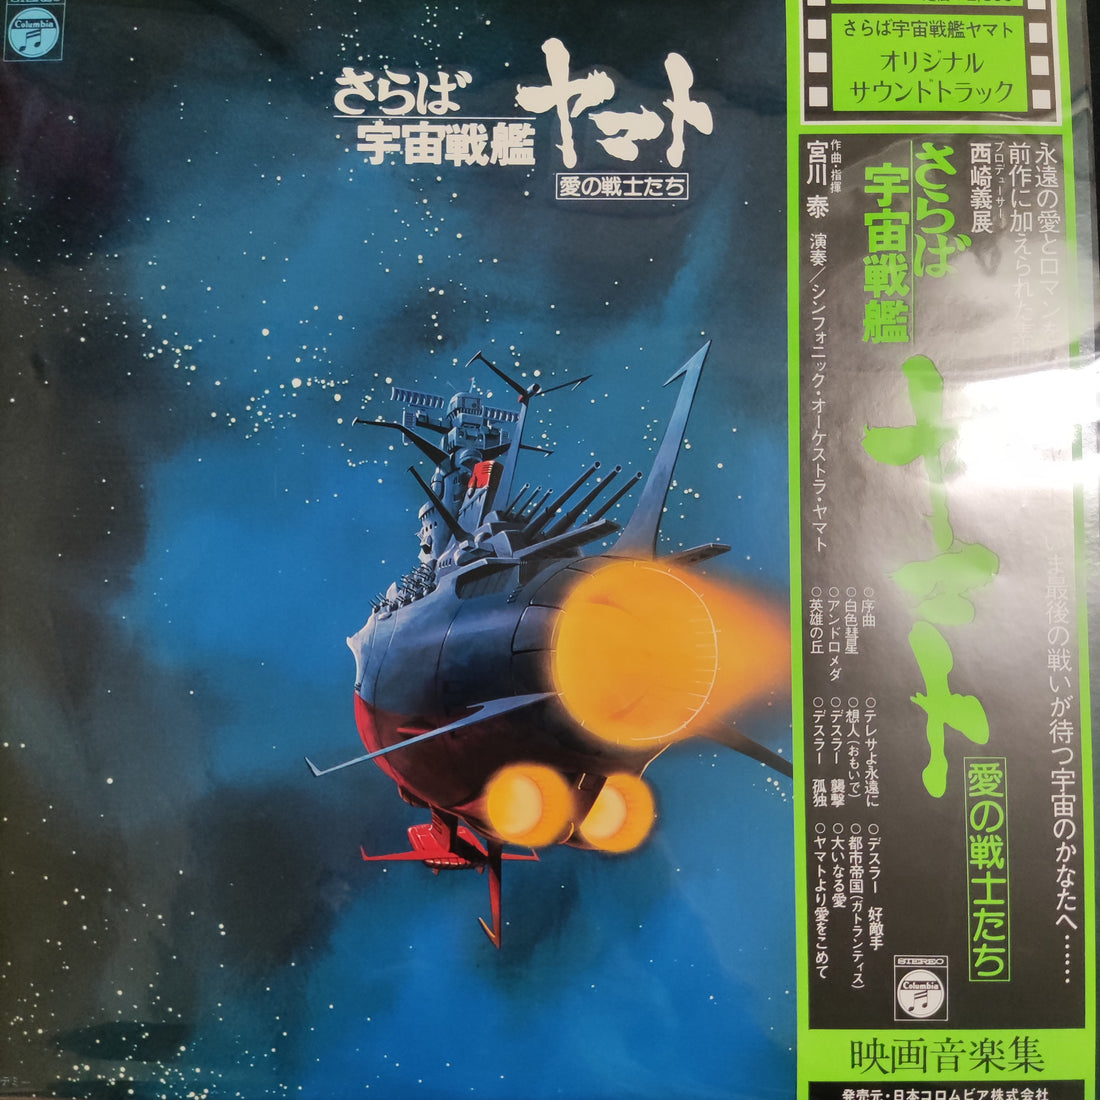 Columbia
さらば
宇宙戦艦
ヤマト
愛の戦士たち
さらば宇宙戦艦ヤマト
オリジナル
サウンドトラック
永遠の愛とロマンを
ま最後の戦いが待つ宇宙のかなたへ……
前作に加えられた
プロデューサー
西崎義展
さらば
宇宙戦艦
ヤマト
愛の戦士たち
作曲・指揮
宮川 泰
演奏/シンフォニック・オーケストラ・ヤマト
○序曲
○白色彗星
○アンドロメダ
○英雄の丘
○テレサよ永遠に
○想人(おもいで)
○デスラー 襲撃
○デスラー 孤独
○デスラー 好敵手
○都市帝国(ガトランティス)
○大いなる愛
○ヤマトより愛をこめて
STEREO
Columbia
映画音楽集
発売元・日本コロムビア株式会社
デミー